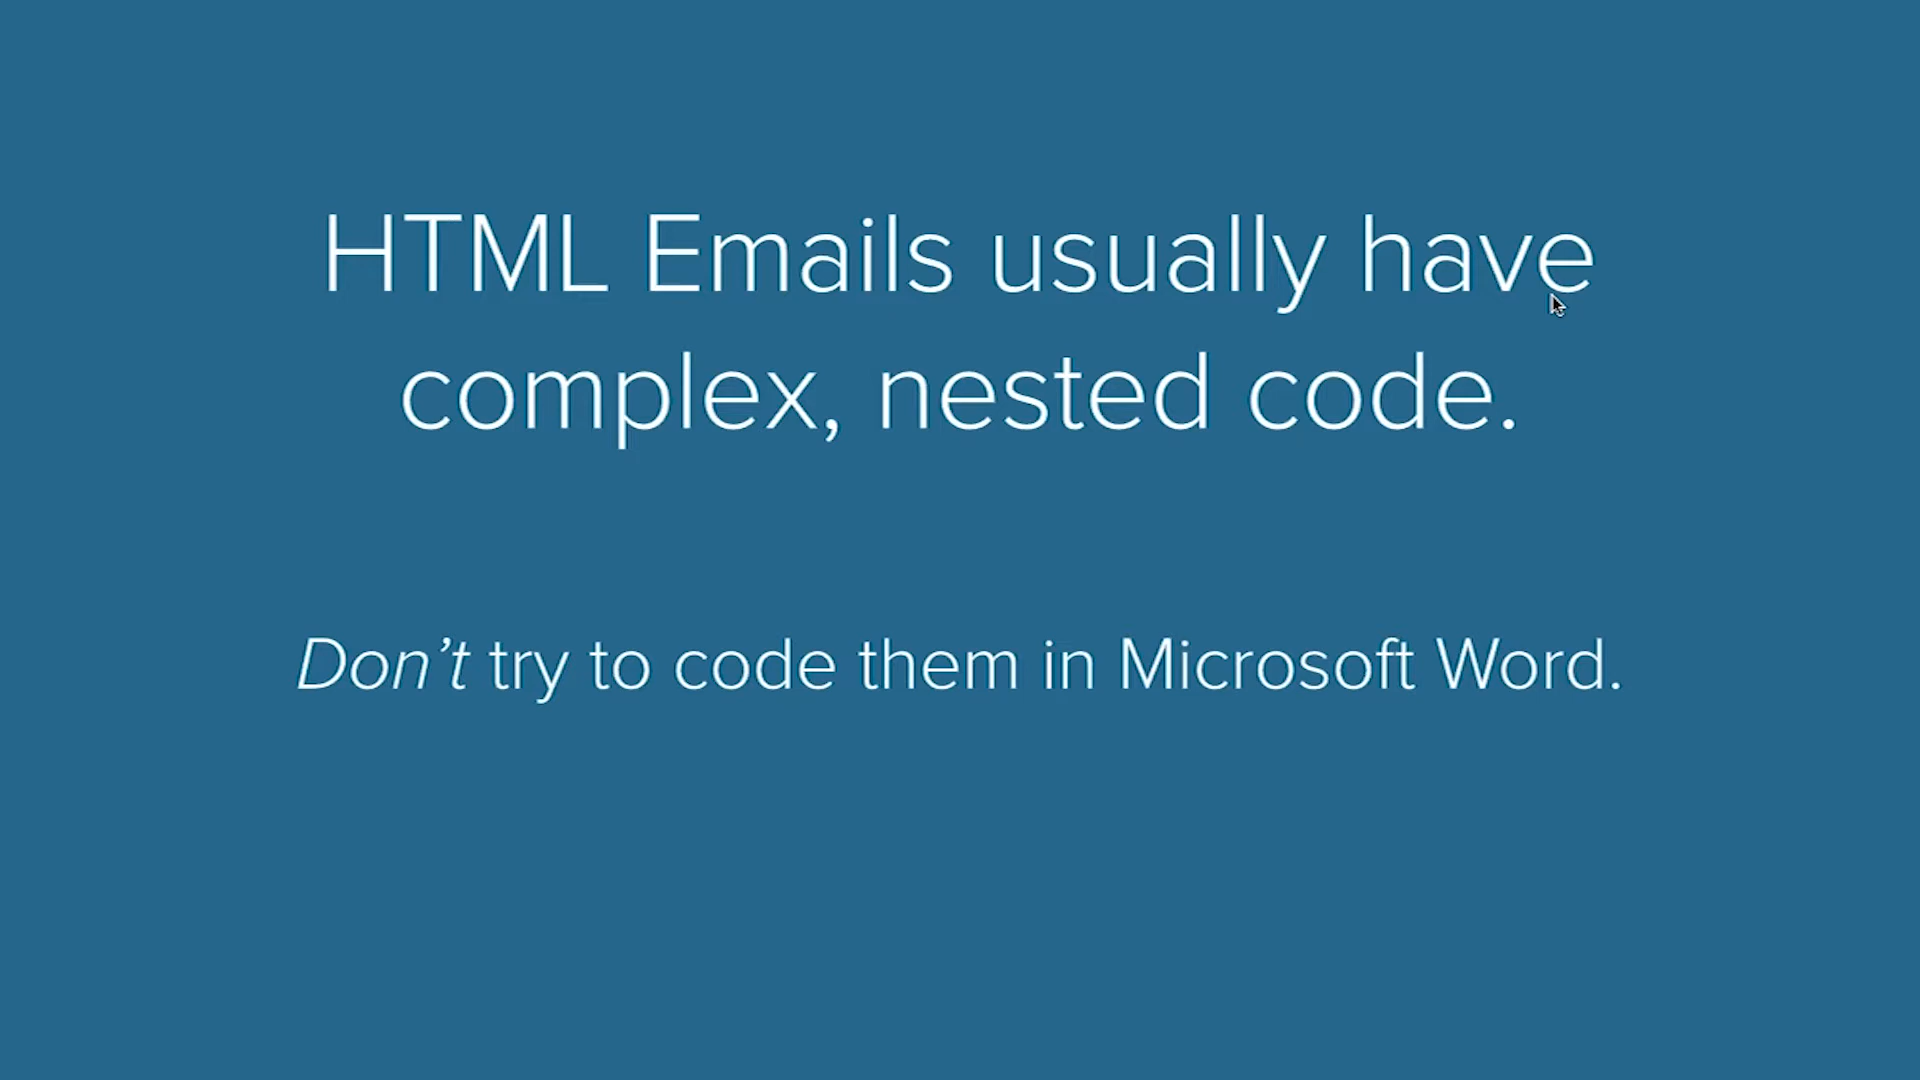 HTML Emails usually have
complex, nested code.
Don’t try to code them in Microsoft Word.